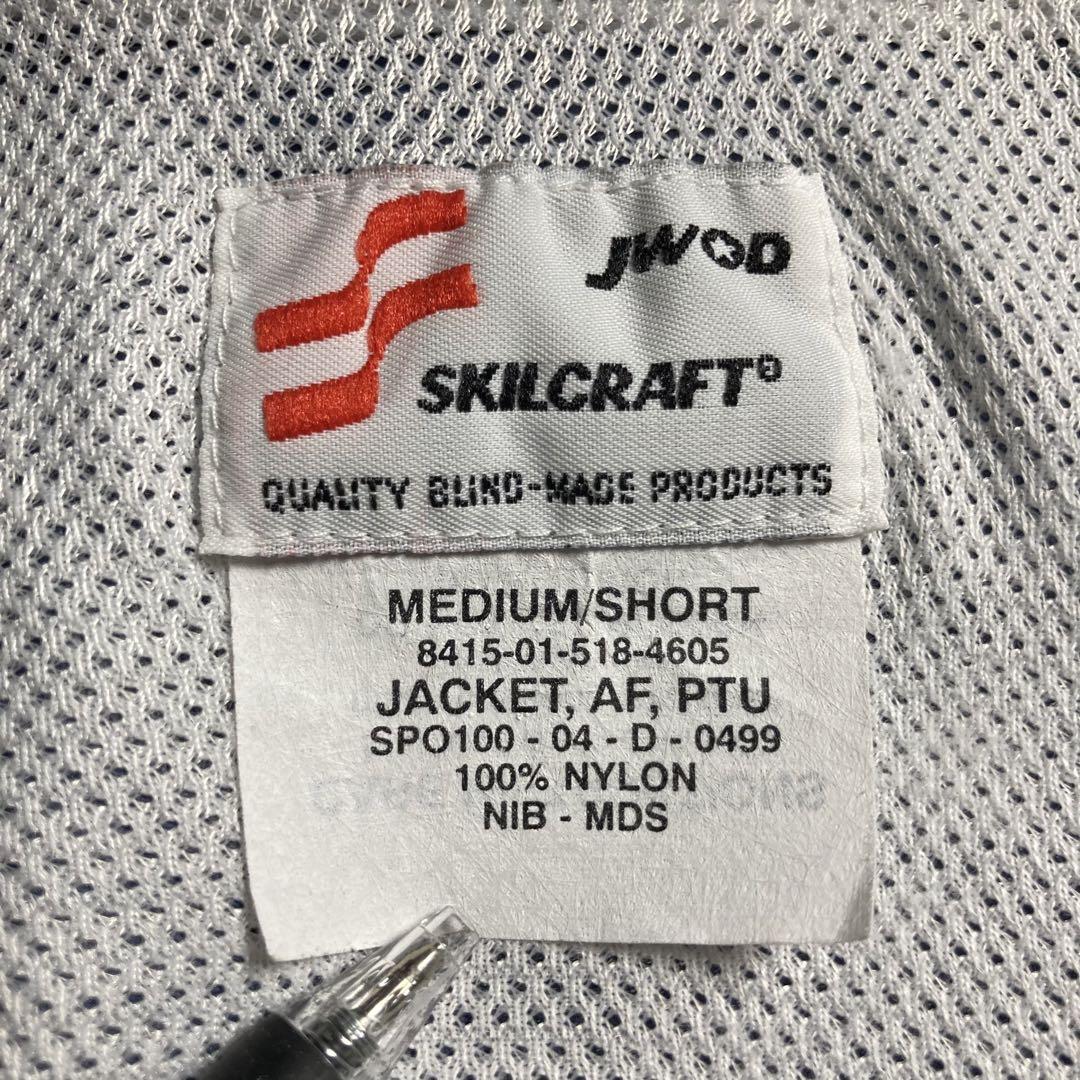 JWOD
SKILCRAFT®
QUALITY BLIND-MADE PRODUCTS
MEDIUM/SHORT
8415-01-518-4605
JACKET, AF, PTU
SPO100 - 04 - D - 0499
100% NYLON
NIB - MDS